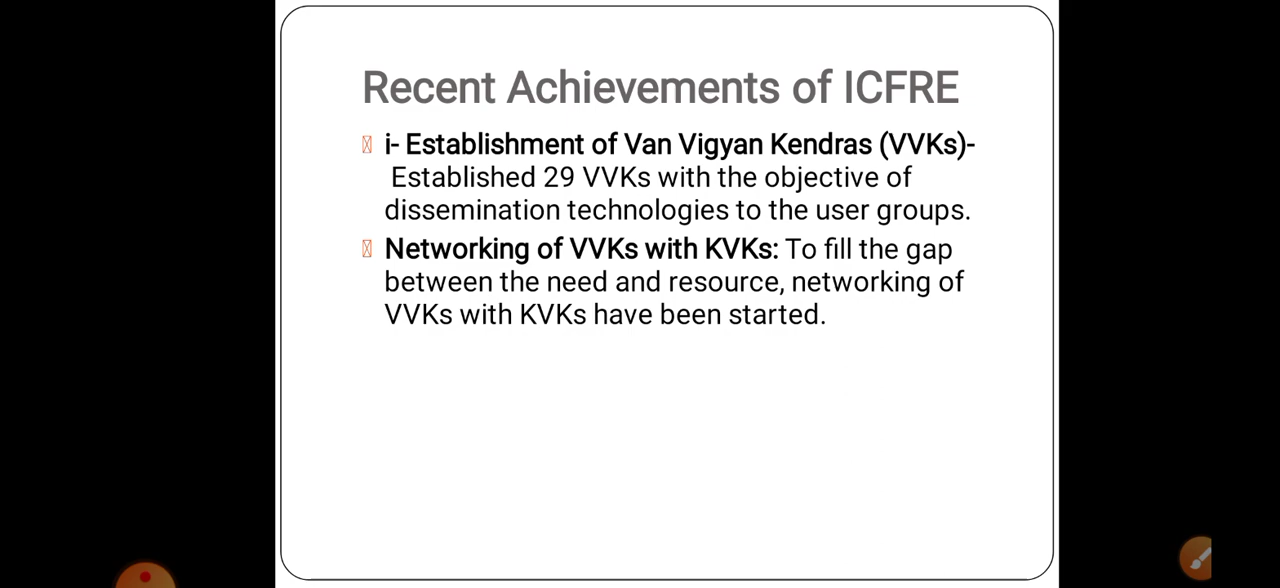 Recent Achievements of ICFRE
i- Establishment of Van Vigyan Kendras (VVKs)-
Established 29 VVKs with the objective of
dissemination technologies to the user groups.
Networking of VVKs with KVKs: To fill the gap
between the need and resource, networking of
VVKs with KVKs have been started.